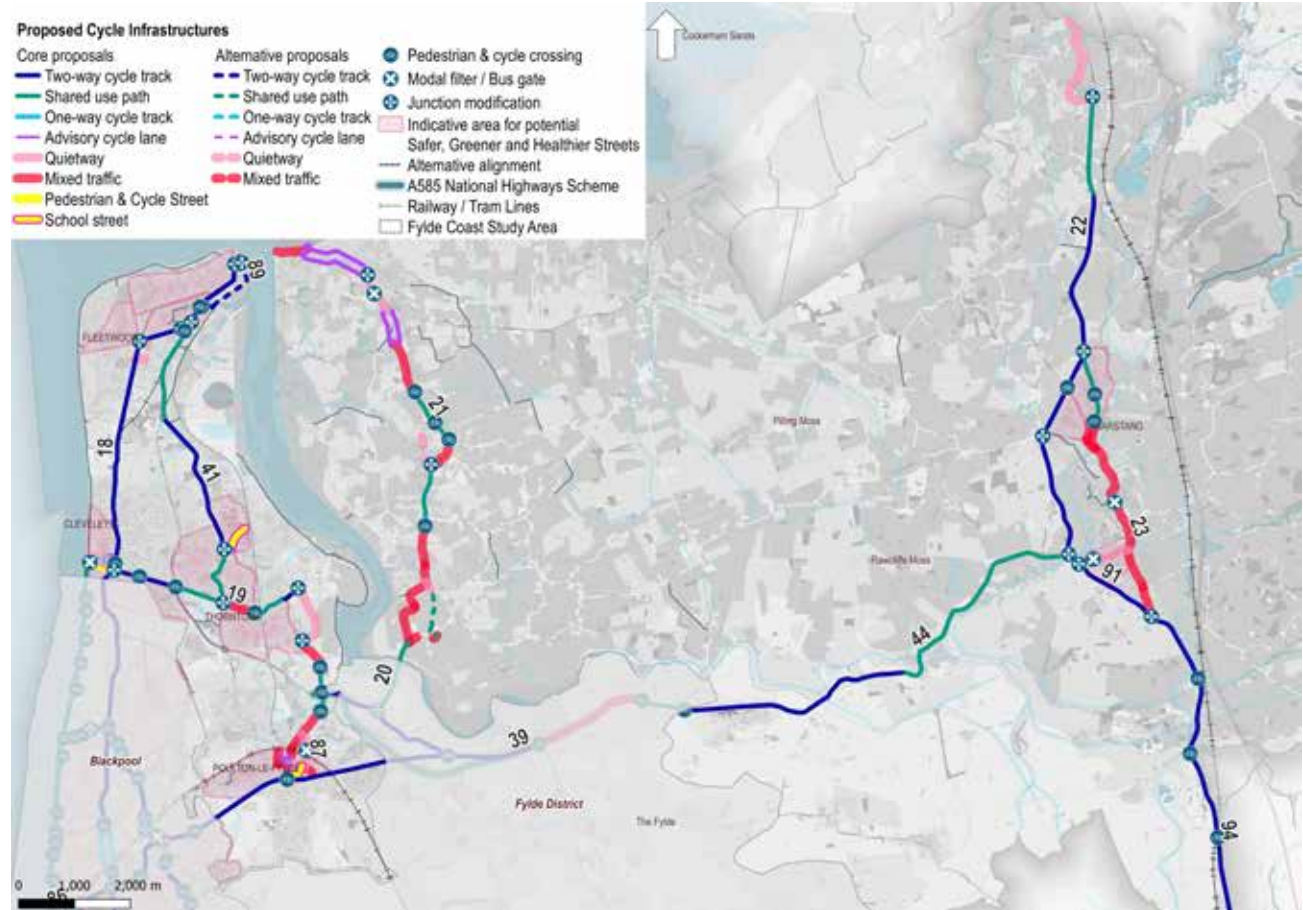 Proposed Cycle Infrastructures
Core proposals
Two-way cycle track
Shared use path
One-way cycle track
Advisory cycle lane
Quietway
Mixed traffic
Pedestrian & Cycle Street
School street
Alternative proposals
Two-way cycle track
Shared use path
One-way cycle track
Advisory cycle lane
Quietway
Mixed traffic
Pedestrian & cycle crossing
Modal filter / Bus gate
Junction modification
Indicative area for potential
Safer, Greener and Healthier Streets
Alternative alignment
A585 National Highways Scheme
Railway / Tram Lines
Fylde Coast Study Area
Cockerham Sands
22
89
FLEETWOOD
21
Pilling Moss
18
41
23
CLEVELEYS
Rawcliffe Moss
91
19
THORNTON
44
20
39
87
Blackpool
Fylde District
The Fylde
94
0 1,000 2,000 m
86